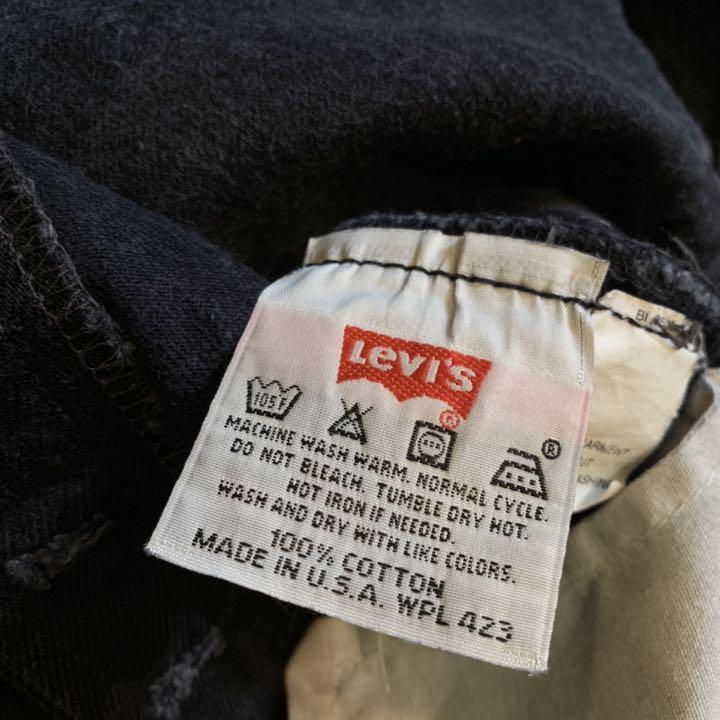 Levi's
®
105F
®
MACHINE WASH WARM. NORMAL CYCLE.
DO NOT BLEACH. TUMBLE DRY HOT.
HOT IRON IF NEEDED.
WASH AND DRY WITH LIKE COLORS.
100% COTTON
MADE IN U.S.A. WPL 423